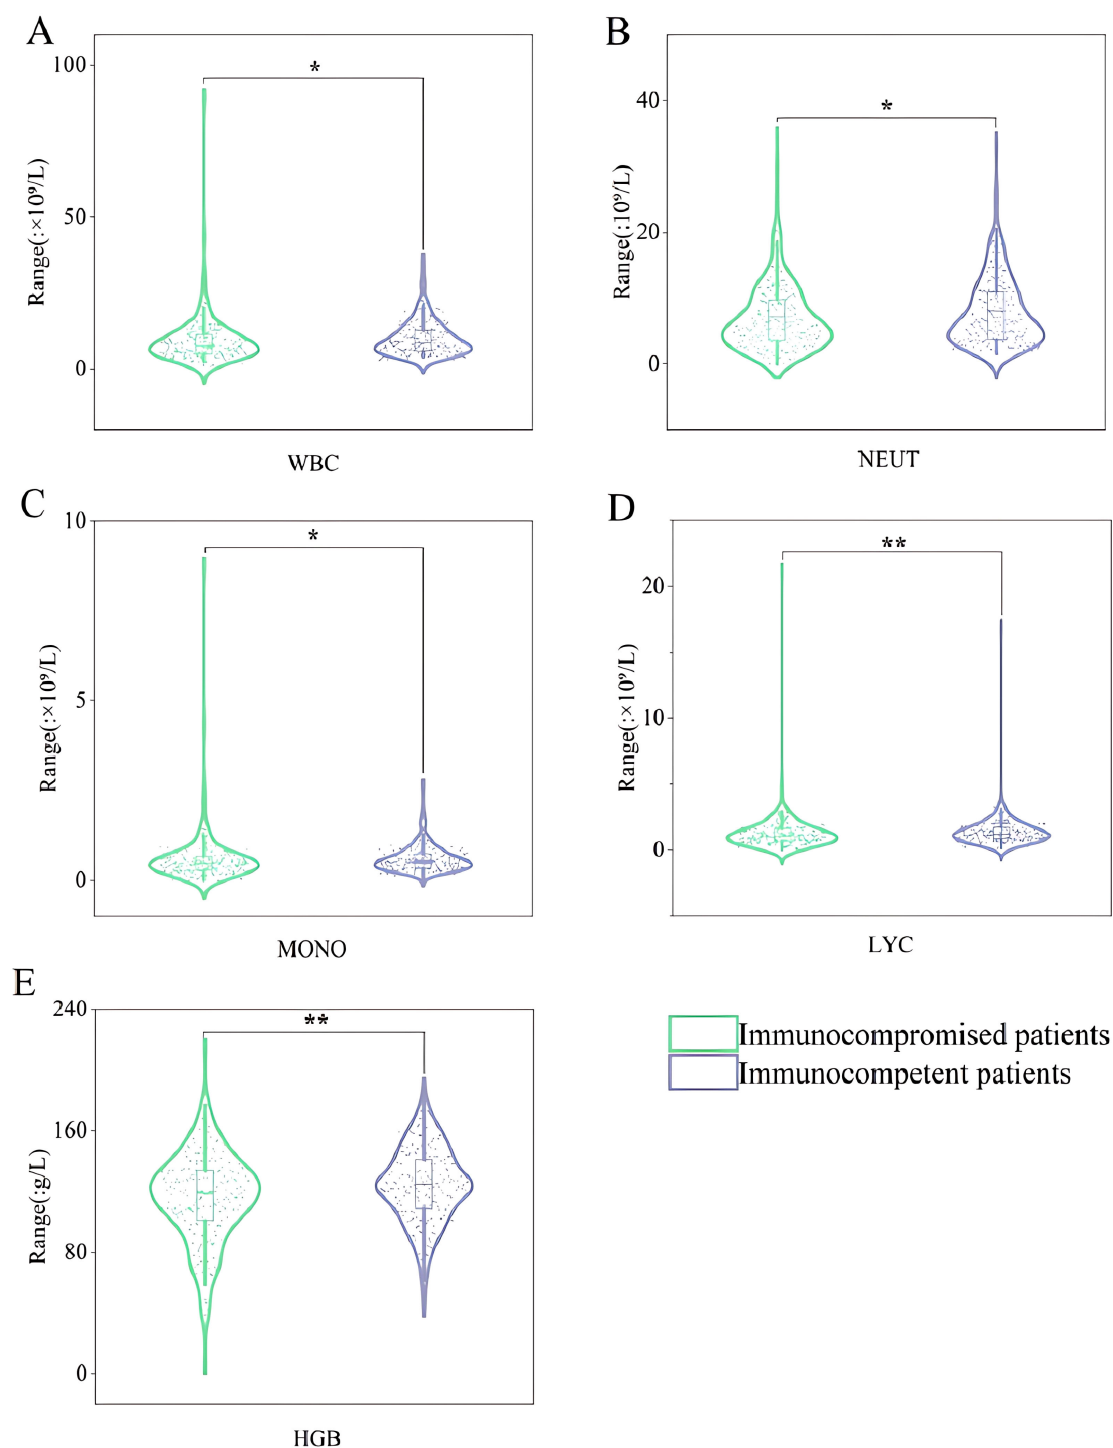 A
100
50
0
Range(:×10⁹/L)
*
WBC
B
40
20
0
Range(:10⁹/L)
*
NEUT
C
10
5
0
Range(:×10⁹/L)
*
MONO
D
20
10
0
Range(:×10⁹/L)
**
LYC
E
240
160
80
0
Range(:g/L)
**
HGB
Immunocompromised patients
Immunocompetent patients